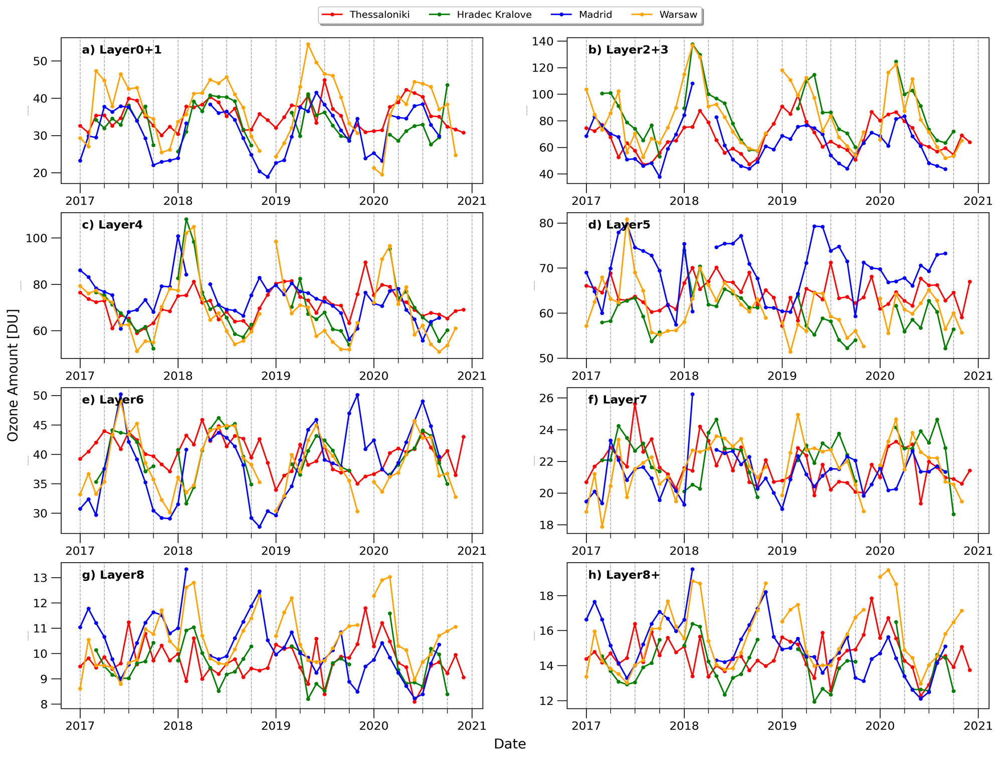 Thessaloniki Hradec Kralove Madrid Warsaw
a) Layer0+1
50
40
30
20
2017 2018 2019 2020 2021
b) Layer2+3
140
120
100
80
60
40
2017 2018 2019 2020 2021
c) Layer4
100
80
60
2017 2018 2019 2020 2021
d) Layer5
80
70
60
50
2017 2018 2019 2020 2021
Ozone Amount [DU]
e) Layer6
50
45
40
35
30
2017 2018 2019 2020 2021
f) Layer7
26
24
22
20
18
2017 2018 2019 2020 2021
g) Layer8
13
12
11
10
9
8
2017 2018 2019 2020 2021
h) Layer8+
18
16
14
12
2017 2018 2019 2020 2021
Date